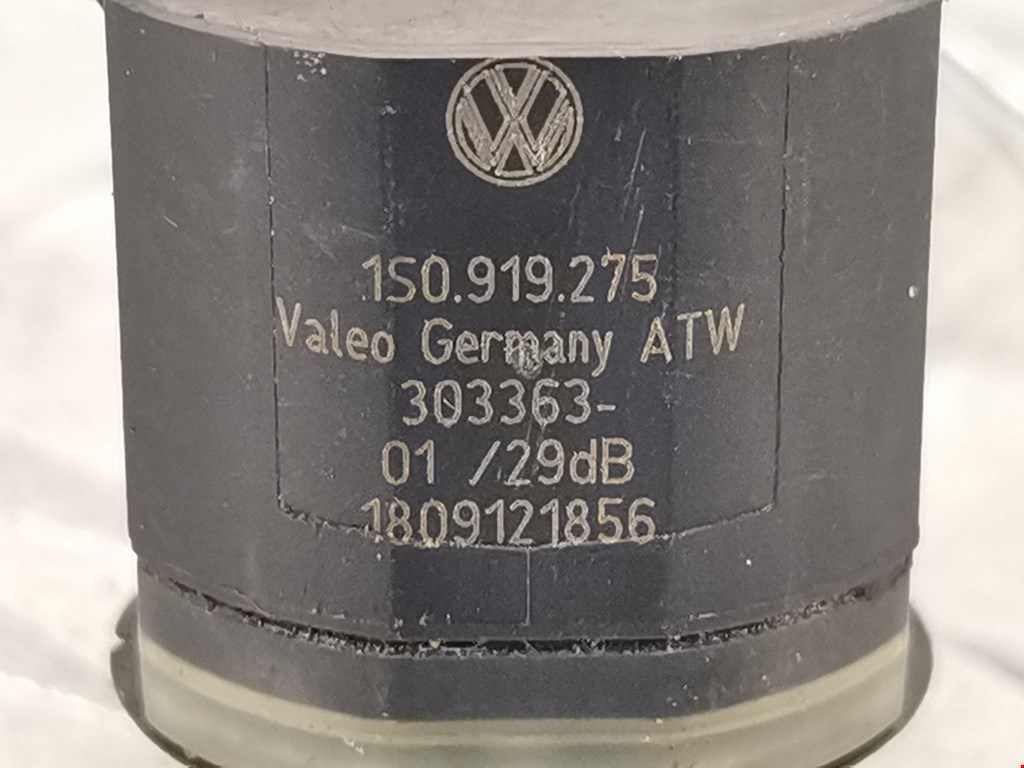 1S0.919.275
Valeo Germany ATW
303363-
01 /29dB
1809121856